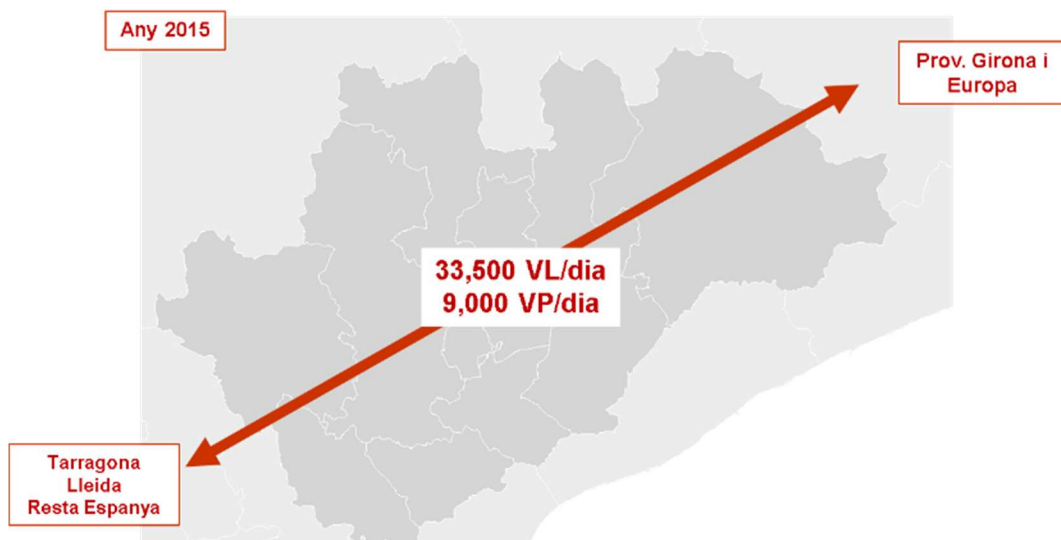 Any 2015
Prov. Girona i
Europa
33,500 VL/dia
9,000 VP/dia
Tarragona
Lleida
Resta Espanya